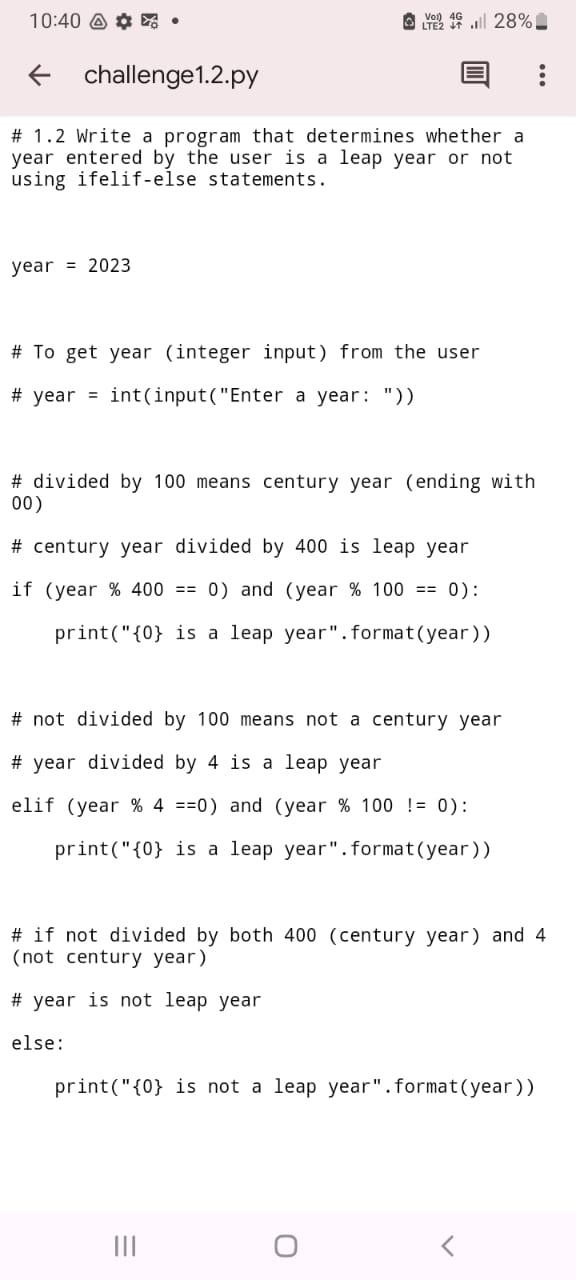 10:40
Vo)) 4G
LTE2
28%
challenge1.2.py
# 1.2 Write a program that determines whether a
year entered by the user is a leap year or not
using ifelif-else statements.
year = 2023
# To get year (integer input) from the user
# year = int(input("Enter a year: "))
# divided by 100 means century year (ending with
00)
# century year divided by 400 is leap year
if (year % 400 == 0) and (year % 100 == 0):
    print("{0} is a leap year".format(year))
# not divided by 100 means not a century year
# year divided by 4 is a leap year
elif (year % 4 ==0) and (year % 100 != 0):
    print("{0} is a leap year".format(year))
# if not divided by both 400 (century year) and 4
(not century year)
# year is not leap year
else:
    print("{0} is not a leap year".format(year))